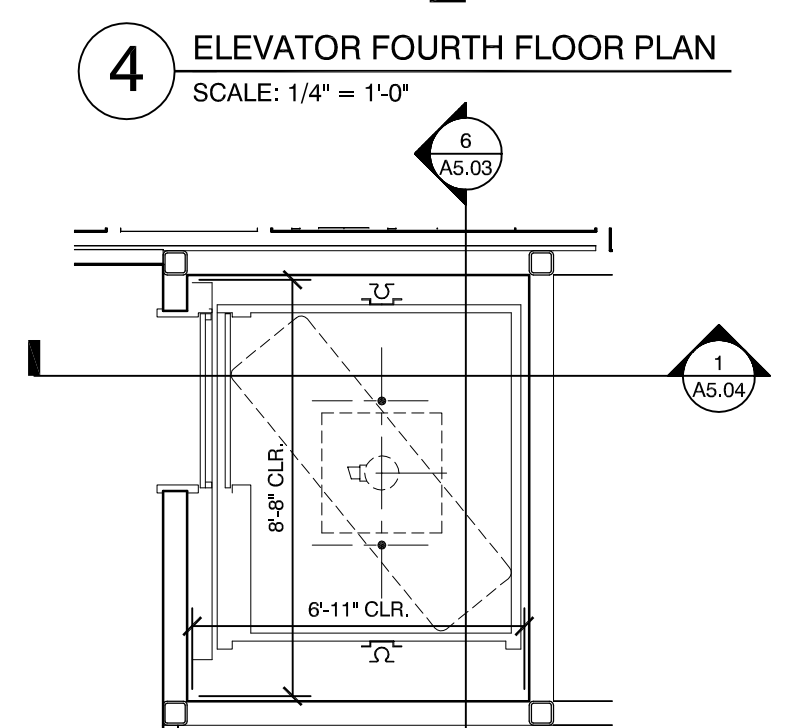 4
ELEVATOR FOURTH FLOOR PLAN
SCALE: 1/4" = 1'-0"
6
A5.03
1
A5.04
8'-8" CLR.
6'-11" CLR.